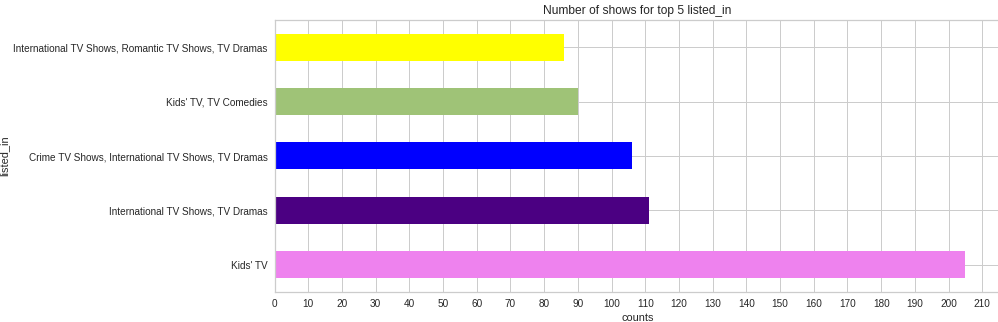 Number of shows for top 5 listed_in
International TV Shows, Romantic TV Shows, TV Dramas
Kids' TV, TV Comedies
Crime TV Shows, International TV Shows, TV Dramas
International TV Shows, TV Dramas
Kids' TV
listed_in
0 10 20 30 40 50 60 70 80 90 100 110 120 130 140 150 160 170 180 190 200 210
counts